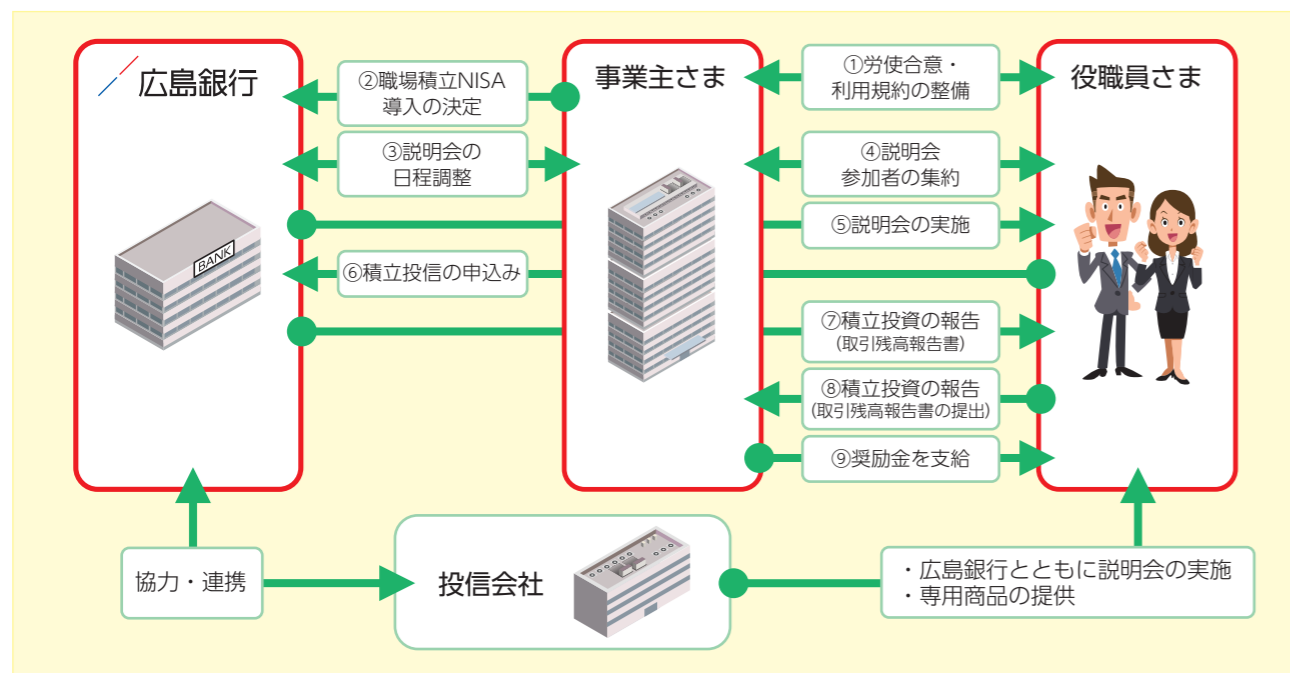 広島銀行
事業主さま
役職員さま
①労使合意・
利用規約の整備
②職場積立NISA
導入の決定
③説明会の
日程調整
④説明会
参加者の集約
⑤説明会の実施
⑥積立投信の申込み
⑦積立投資の報告
(取引残高報告書)
⑧積立投資の報告
(取引残高報告書の提出)
⑨奨励金を支給
BANK
協力・連携
投信会社
・広島銀行とともに説明会の実施
・専用商品の提供